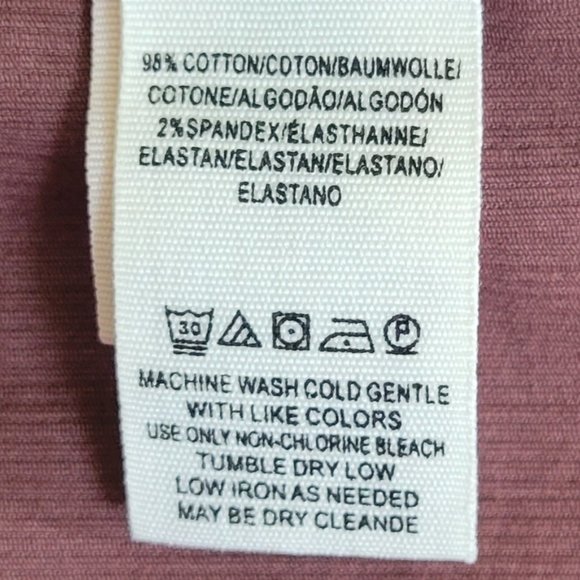 98% COTTON/COTON/BAUMWOLLE/
COTONE/ALGODÃO/ALGODÓN
2%SPANDEX/ÉLASTHANNE/
ELASTAN/ELASTAN/ELASTANO/
ELASTANO
30 P
MACHINE WASH COLD GENTLE
WITH LIKE COLORS
USE ONLY NON-CHLORINE BLEACH
TUMBLE DRY LOW
LOW IRON AS NEEDED
MAY BE DRY CLEANDE